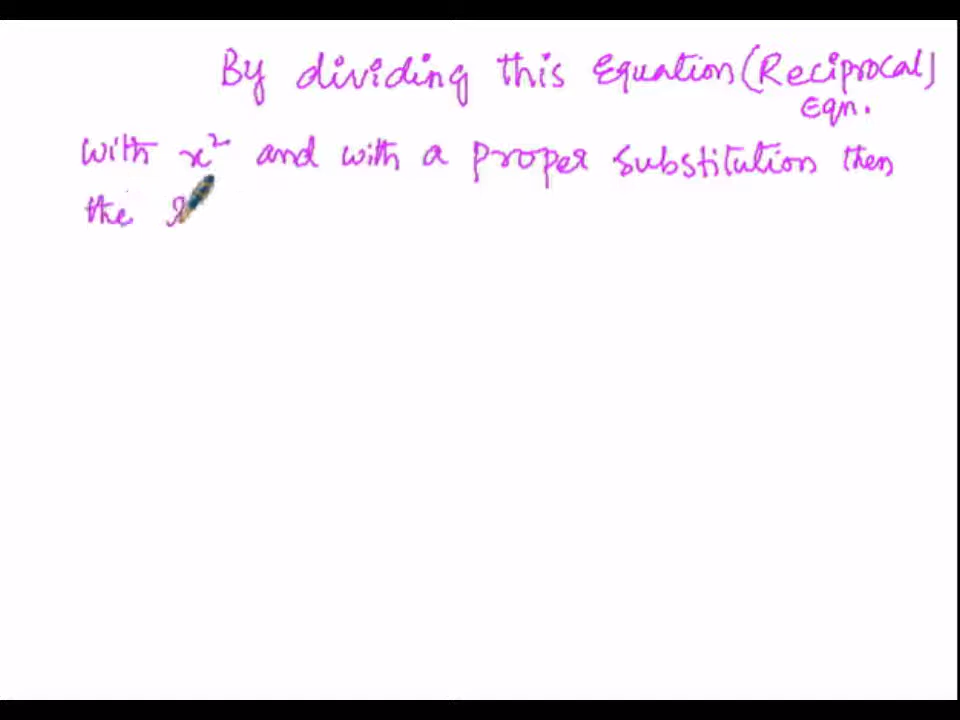 By dividing this Equation (Reciprocal)
Eqn.
with x² and with a proper substitution then
the